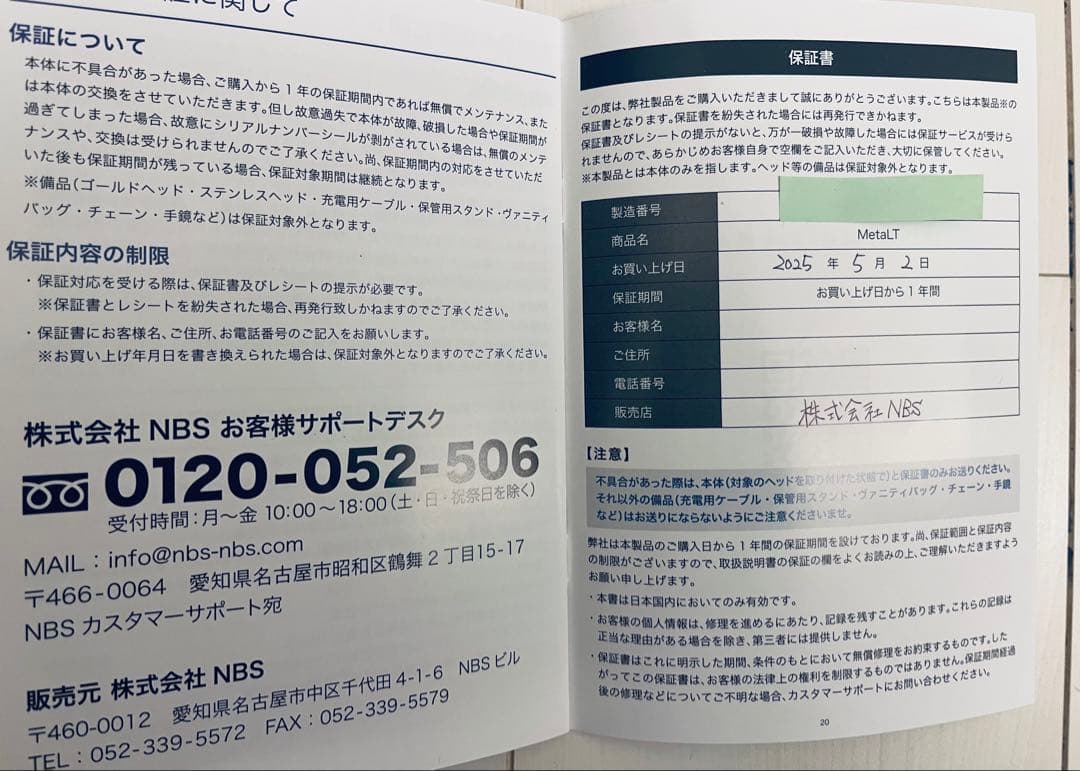 証に関して
保証について
本体に不具合があった場合、ご購入から1年の保証期間内であれば無償でメンテナンス、また
は本体の交換をさせていただきます。但し故意過失で本体が故障、破損した場合や保証期間が
過ぎてしまった場合、故意にシリアルナンバーシールが剥がされている場合は、無償のメンテ
ナンスや、交換は受けられませんのでご了承ください。尚、保証期間内の対応をさせていただ
いた後も保証期間が残っている場合、保証対象期間は継続となります。
※備品(ゴールドヘッド・ステンレスヘッド・充電用ケーブル・保管用スタンド・ヴァニティ
バッグ・チェーン・手鏡など)は保証対象外となります。
保証内容の制限
・保証対応を受ける際は、保証書及びレシートの提示が必要です。
※保証書とレシートを紛失された場合、再発行致しかねますのでご了承ください。
・保証書にお客様名、ご住所、お電話番号のご記入をお願いします。
※お買い上げ年月日を書き換えられた場合は、保証対象外となりますのでご了承ください。
株式会社 NBS お客様サポートデスク
0120-052-506
受付時間:月〜金 10:00〜18:00(土・日・祝祭日を除く)
MAIL:info@nbs-nbs.com
〒466-0064 愛知県名古屋市昭和区鶴舞2丁目15-17
NBS カスタマーサポート宛
販売元 株式会社 NBS
〒460-0012 愛知県名古屋市中区千代田4-1-6 NBSビル
TEL:052-339-5572 FAX:052-339-5579
保証書
この度は、弊社製品をご購入いただきまして誠にありがとうございます。こちらは本製品※の
保証書となります。保証書を紛失された場合には再発行できかねます。
保証書及びレシートの提示がないと、万が一破損や故障した場合には保証サービスが受けら
れませんので、あらかじめお客様自身で空欄をご記入いただき、大切に保管してください。
※本製品とは本体のみを指します。ヘッド等の備品は保証対象外となります。
製造番号
商品名 MetaLT
お買い上げ日 2025 年 5 月 2 日
保証期間 お買い上げ日から1年間
お客様名
ご住所
電話番号
販売店 株式会社NBS
【注意】
不具合があった際は、本体(対象のヘッドを取り付けた状態で)と保証書のみお送りください。
それ以外の備品(充電用ケーブル・保管用スタンド・ヴァニティバッグ・チェーン・手鏡
など)はお送りにならないようにご注意くださいませ。
弊社は本製品のご購入日から1年間の保証期間を設けております。尚、保証範囲と保証内容
の制限がございますので、取扱説明書の保証の欄をよくお読みの上、ご理解いただきますよう
お願い申し上げます。
・本書は日本国内においてのみ有効です。
・お客様の個人情報は、修理を進めるにあたり、記録を残すことがあります。これらの記録は
正当な理由がある場合を除き、第三者には提供しません。
・保証書はこれに明示した期間、条件のもとにおいて無償修理をお約束するものです。した
がってこの保証書は、お客様の法律上の権利を制限するものではありません。保証期間経過
後の修理などについてご不明な場合、カスタマーサポートにお問い合わせください。
20